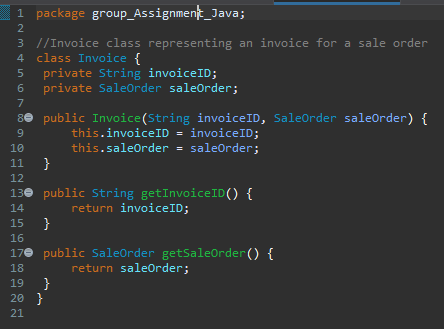 1 package group_Assignment_Java;
2
3 //Invoice class representing an invoice for a sale order
4 class Invoice {
5 private String invoiceID;
6 private SaleOrder saleOrder;
7
8 public Invoice(String invoiceID, SaleOrder saleOrder) {
9 this.invoiceID = invoiceID;
10 this.saleOrder = saleOrder;
11 }
12
13 public String getInvoiceID() {
14 return invoiceID;
15 }
16
17 public SaleOrder getSaleOrder() {
18 return saleOrder;
19 }
20 }
21